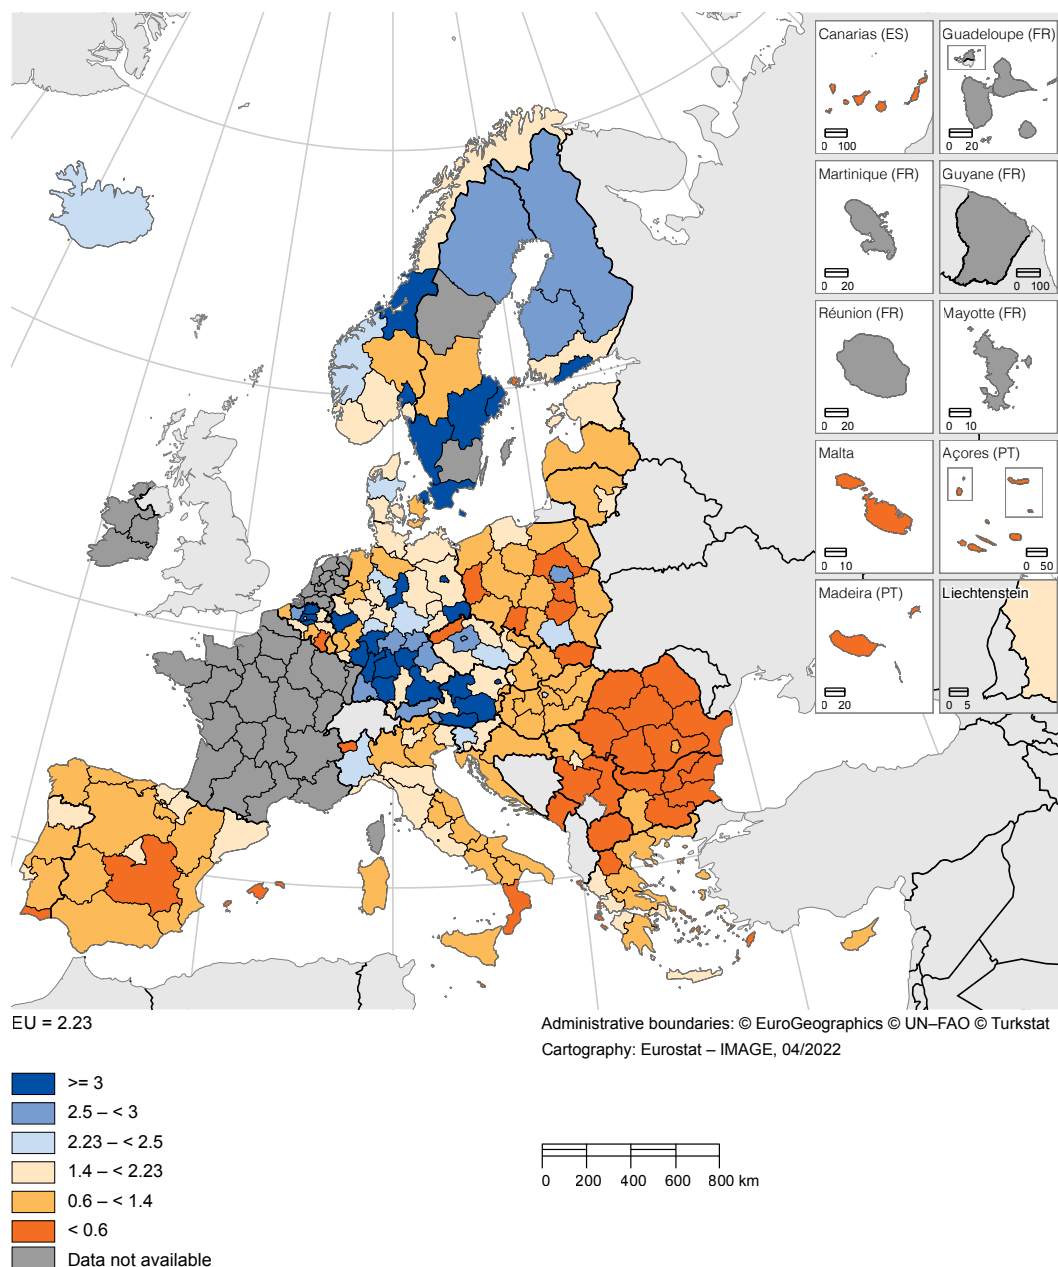 Canarias (ES)
0 100
Guadeloupe (FR)
0 20
Martinique (FR)
0 20
Guyane (FR)
0 100
Réunion (FR)
0 20
Mayotte (FR)
0 10
Malta
0 10
Açores (PT)
0 50
Madeira (PT)
0 20
Liechtenstein
0 5
EU = 2.23
Administrative boundaries: © EuroGeographics © UN–FAO © Turkstat
Cartography: Eurostat – IMAGE, 04/2022
>= 3
2.5 – < 3
2.23 – < 2.5
1.4 – < 2.23
0.6 – < 1.4
< 0.6
Data not available
0 200 400 600 800 km